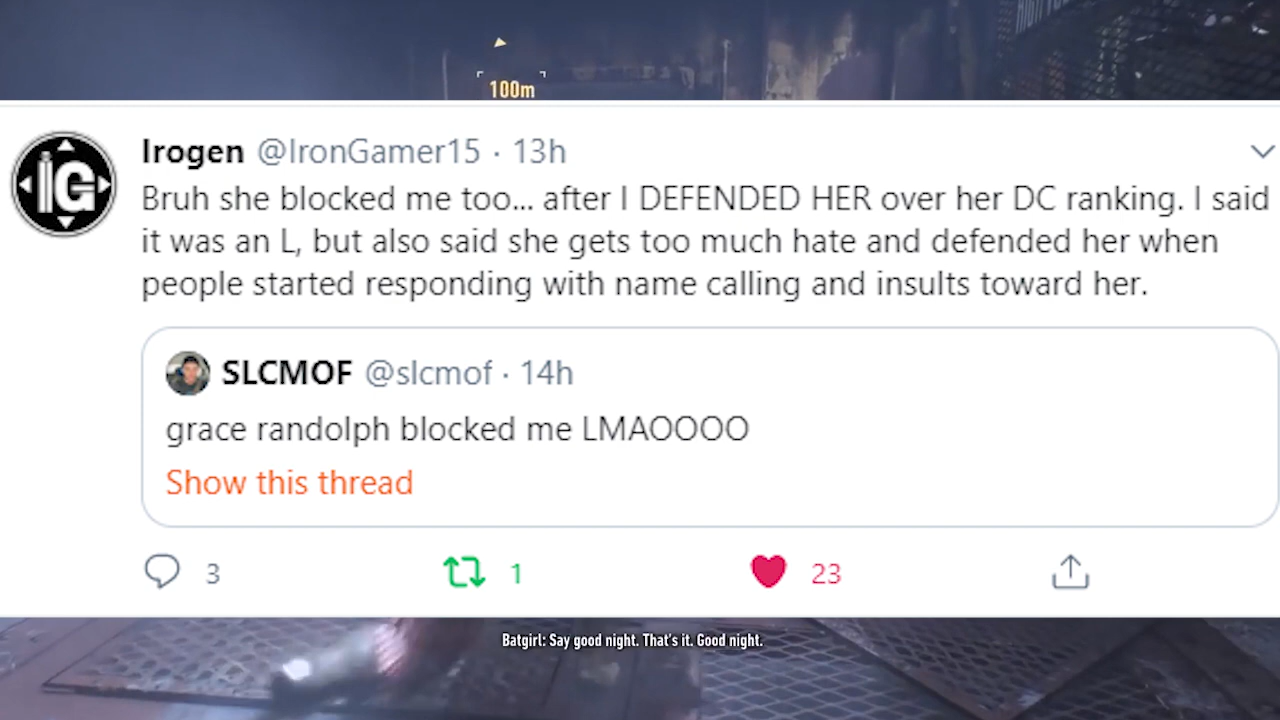 100m
Irogen @IronGamer15 · 13h
Bruh she blocked me too... after I DEFENDED HER over her DC ranking. I said
it was an L, but also said she gets too much hate and defended her when
people started responding with name calling and insults toward her.
SLCMOF @slcmof · 14h
grace randolph blocked me LMAOOOO
Show this thread
3 1 23
Batgirl: Say good night. That's it. Good night.
IG